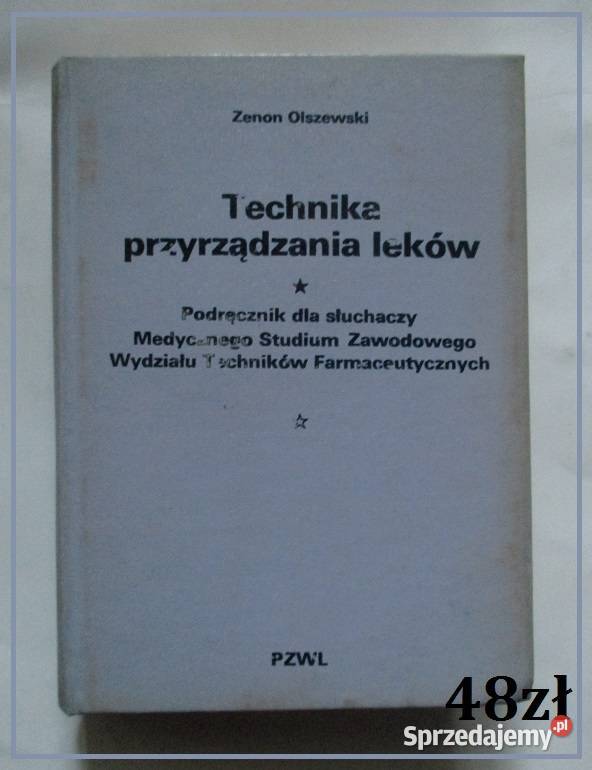 Zenon Olszewski
Technika
przyrządzania leków
★
Podręcznik dla słuchaczy
Medycznego Studium Zawodowego
Wydziału Techników Farmaceutycznych
☆
PZWL
48zł
Sprzedajemy.pl